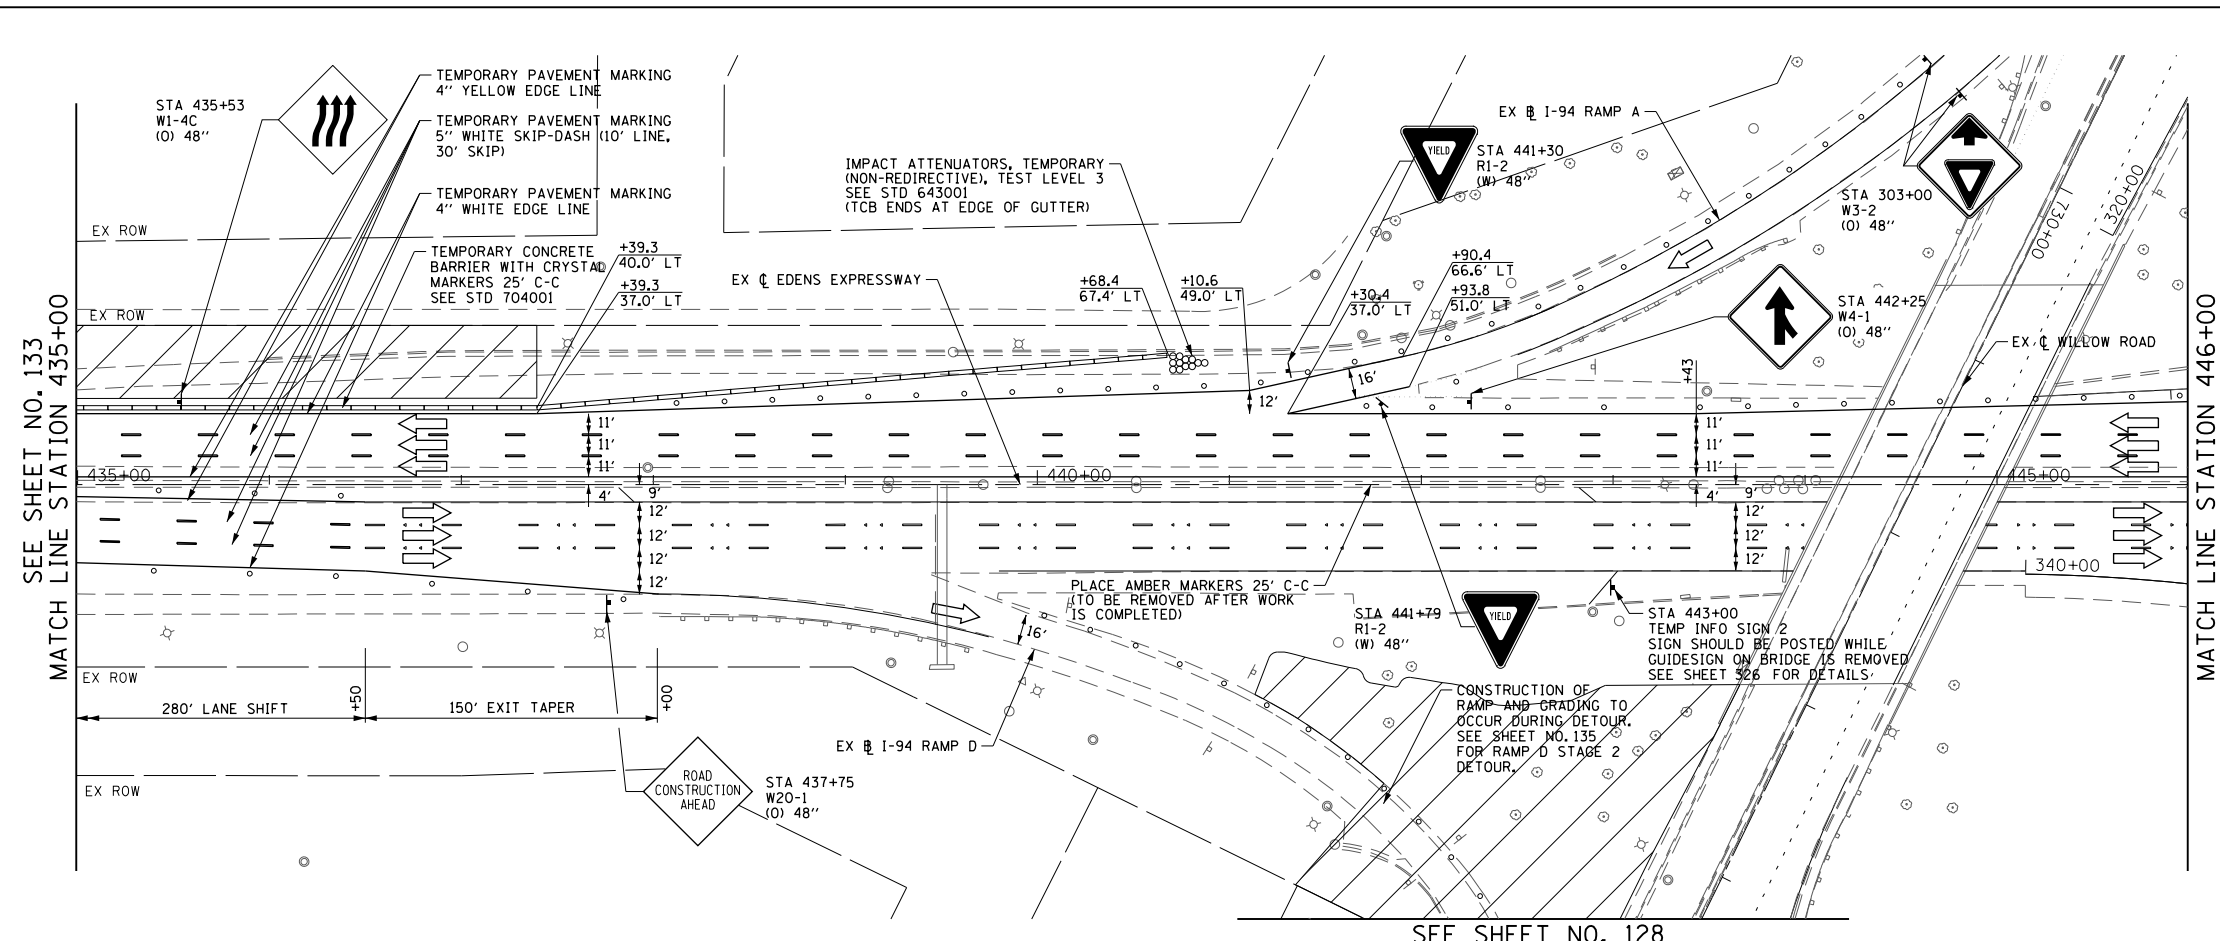 STA 435+53
W1-4C
(O) 48"
TEMPORARY PAVEMENT MARKING
4" YELLOW EDGE LINE
TEMPORARY PAVEMENT MARKING
5" WHITE SKIP-DASH (10' LINE,
30' SKIP)
TEMPORARY PAVEMENT MARKING
4" WHITE EDGE LINE
TEMPORARY CONCRETE
BARRIER WITH CRYSTAL
MARKERS 25' C-C
SEE STD 704001
EX ROW
EX ROW
+39.3
40.0' LT
+39.3
37.0' LT
IMPACT ATTENUATORS, TEMPORARY
(NON-REDIRECTIVE), TEST LEVEL 3
SEE STD 643001
(TCB ENDS AT EDGE OF GUTTER)
EX ℄ EDENS EXPRESSWAY
+68.4
67.4' LT
+10.6
49.0' LT
YIELD
STA 441+30
R1-2
(W) 48"
EX BL I-94 RAMP A
+90.4
66.6' LT
+30.4
37.0' LT
+93.8
51.0' LT
STA 303+00
W3-2
(O) 48"
STA 442+25
W4-1
(O) 48"
730+00
L320+00
EX ℄ WILLOW ROAD
SEE SHEET NO. 133
MATCH LINE STATION 435+00
MATCH LINE STATION 446+00
16'
12'
+43
11'
11'
11'
11'
11'
11'
435+00
440+00
445+00
4'
9'
4'
9'
12'
12'
12'
12'
12'
12'
12'
340+00
PLACE AMBER MARKERS 25' C-C
(TO BE REMOVED AFTER WORK
IS COMPLETED)
16'
STA 441+79
R1-2
(W) 48"
YIELD
STA 443+00
TEMP INFO SIGN 2
SIGN SHOULD BE POSTED WHILE
GUIDESIGN ON BRIDGE IS REMOVED
SEE SHEET 326 FOR DETAILS
EX ROW
280' LANE SHIFT
+50
150' EXIT TAPER
+00
EX BL I-94 RAMP D
CONSTRUCTION OF
RAMP AND GRADING TO
OCCUR DURING DETOUR.
SEE SHEET NO. 135
FOR RAMP D STAGE 2
DETOUR.
EX ROW
ROAD
CONSTRUCTION
AHEAD
STA 437+75
W20-1
(O) 48"
SEE SHEET NO. 128